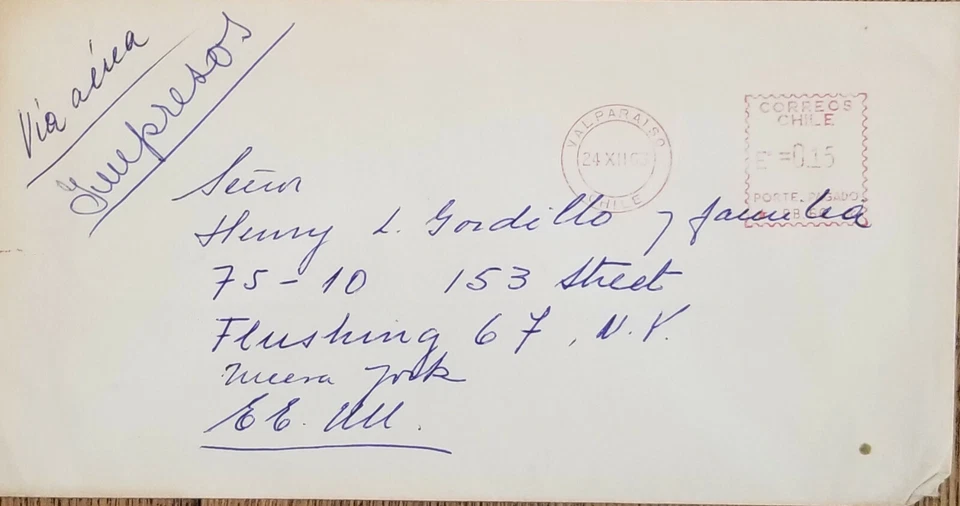 Vía aérea
Impresos
VALPARAISO
24 XII 63
CHILE
CORREOS
CHILE
Eº =0.15
PORTE PAGADO
Señor
Henry L. Gordillo y familia
75-10 153 Street
Flushing 67, N.Y.
Nueva York
EE. UU.